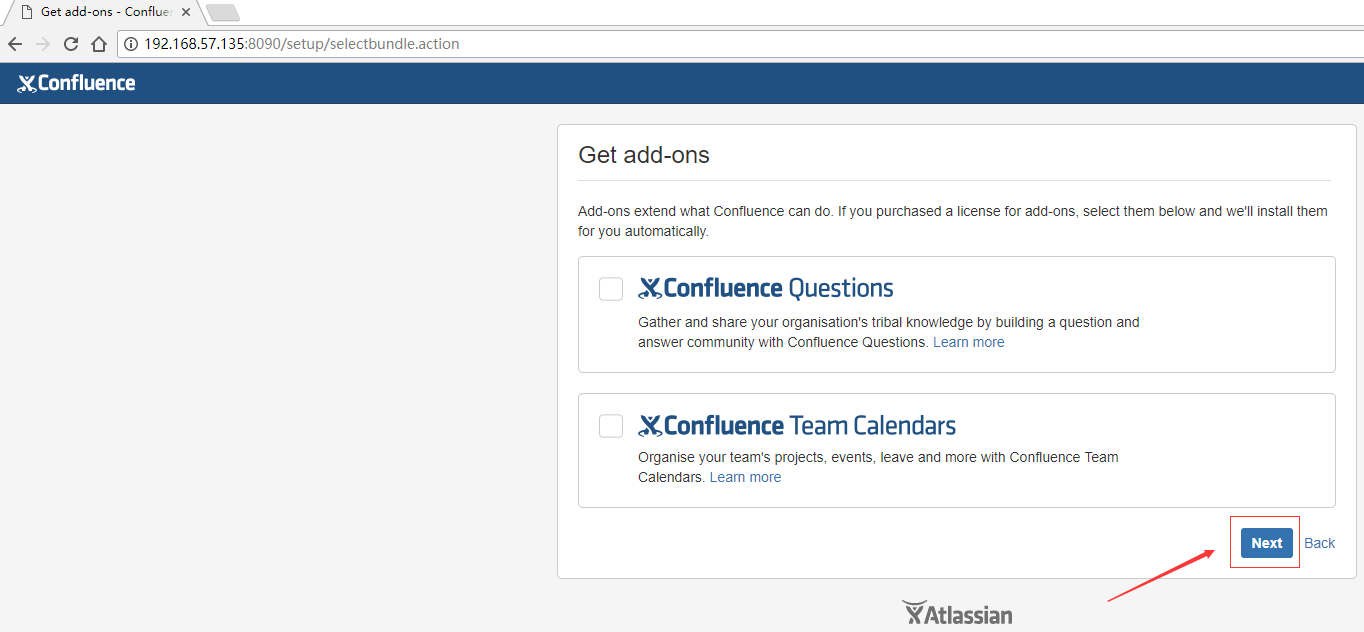 Get add-ons - Confluen
192.168.57.135:8090/setup/selectbundle.action
Confluence
Get add-ons
Add-ons extend what Confluence can do. If you purchased a license for add-ons, select them below and we'll install them
for you automatically.
Confluence Questions
Gather and share your organisation's tribal knowledge by building a question and
answer community with Confluence Questions. Learn more
Confluence Team Calendars
Organise your team's projects, events, leave and more with Confluence Team
Calendars. Learn more
Next Back
Atlassian